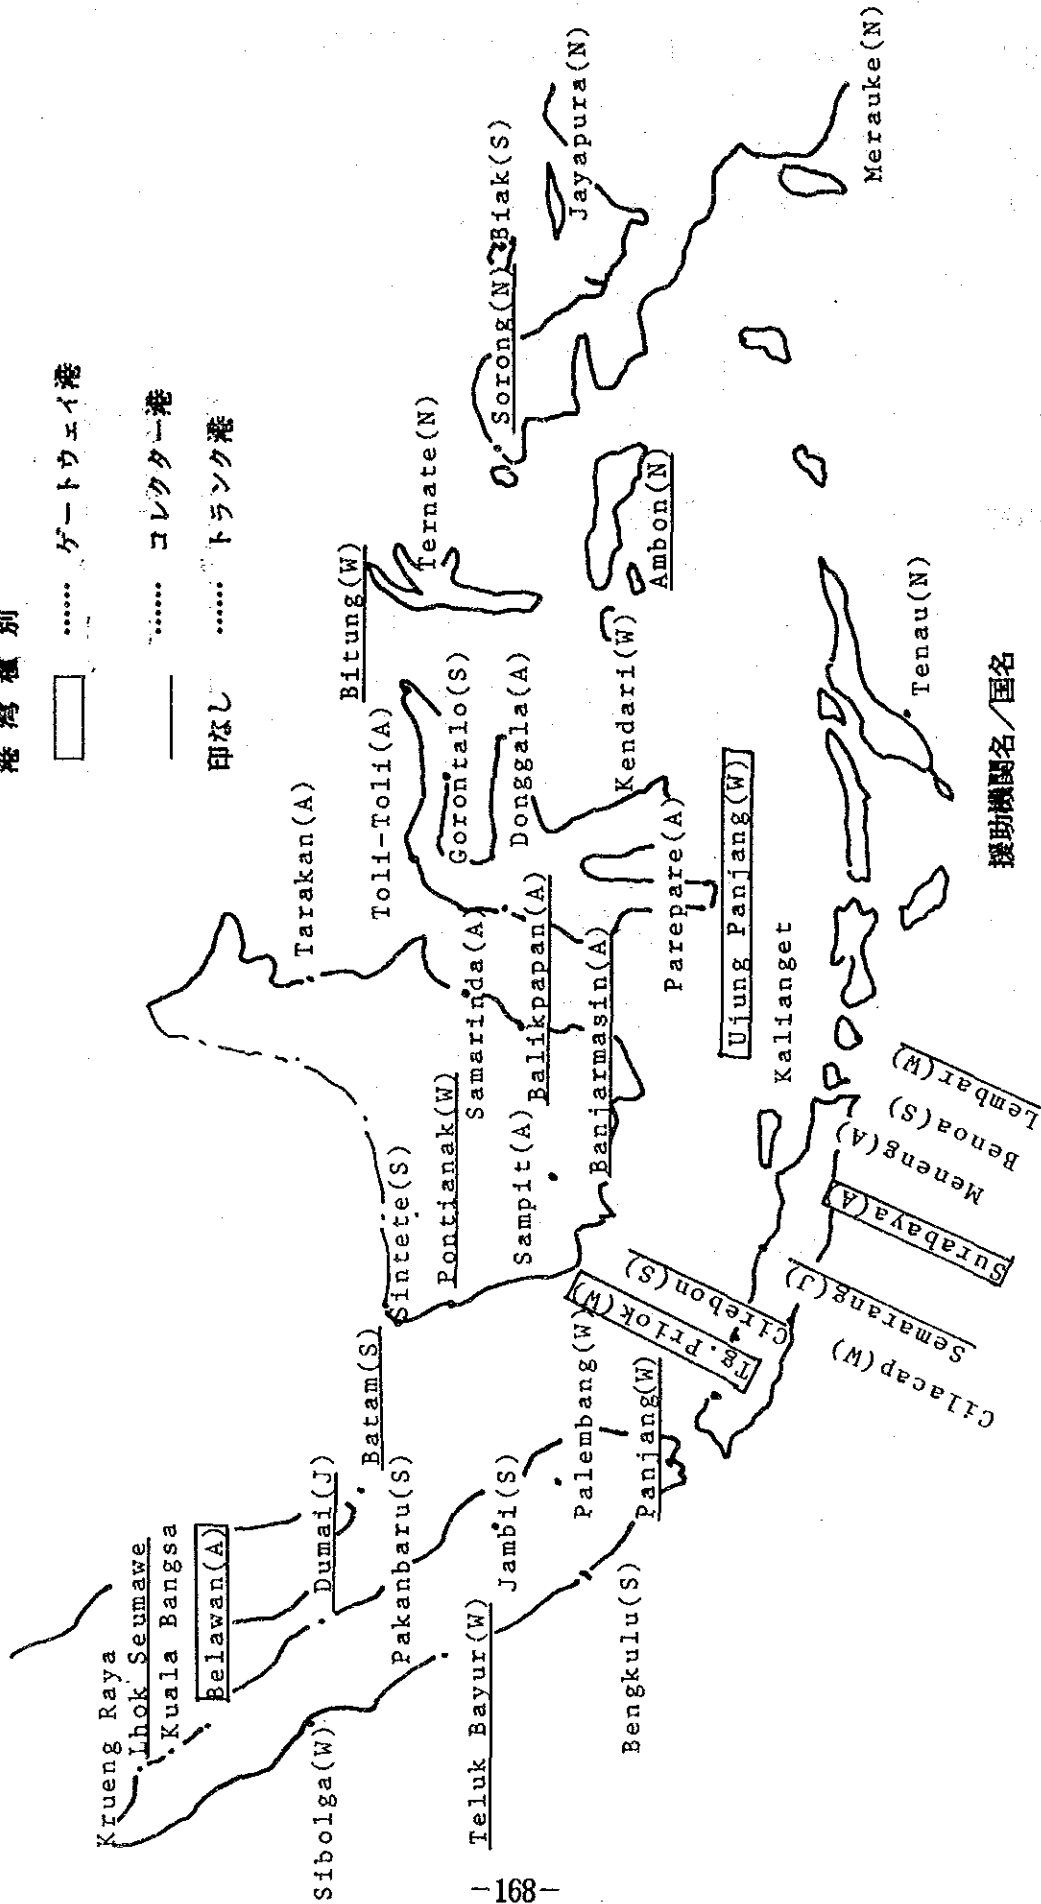 港湾種別
…… ゲートウェイ港
…… コレクター港
印なし …… トランク港
Krueng Raya
Lhok Seumawe
Kuala Bangsa
Belawan(A)
Sibolga(W)
Dumai(J)
Batam(S)
Pakanbaru(S)
Teluk Bayur(W)
Jambi(S)
Palembang(W)
Bengkulu(S)
Panjang(W)
Tg.Priok(W)
Cirebon(S)
Cilacap(W)
Semarang(J)
Surabaya(A)
Meneng(A)
Benoa(S)
Lembar(W)
Kalianget
Sintete(S)
Pontianak(W)
Sampit(A)
Banjarmasin(A)
Balikpapan(A)
Samarinda(A)
Tarakan(A)
Toli-Toli(A)
Bitung(W)
Gorontalo(S)
Donggala(A)
Kendari(W)
Parepare(A)
Ujung Panjang(W)
Ternate(N)
Ambon(N)
Sorong(N)
Biak(S)
Jayapura(N)
Merauke(N)
Tenau(N)
援助機関名/国名
-168-